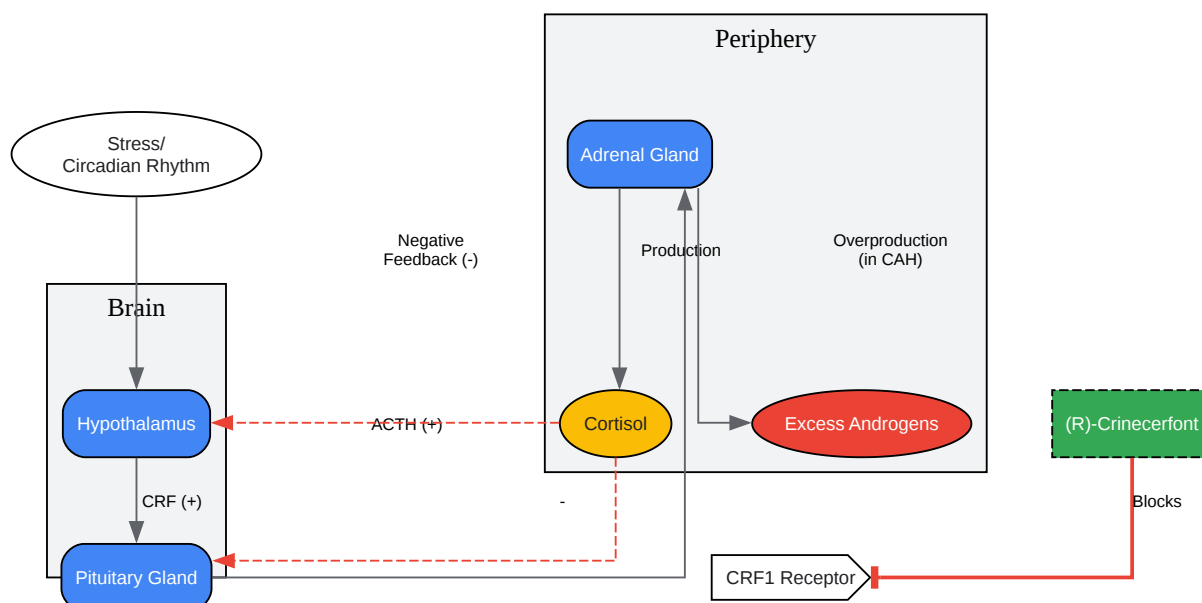 Periphery
Stress/
Circadian Rhythm
Adrenal Gland
Negative
Feedback (-)
Production
Overproduction
(in CAH)
Brain
Hypothalamus
ACTH (+)
Cortisol
Excess Androgens
(R)-Crinecerfont
CRF (+)
-
Blocks
Pituitary Gland
CRF1 Receptor